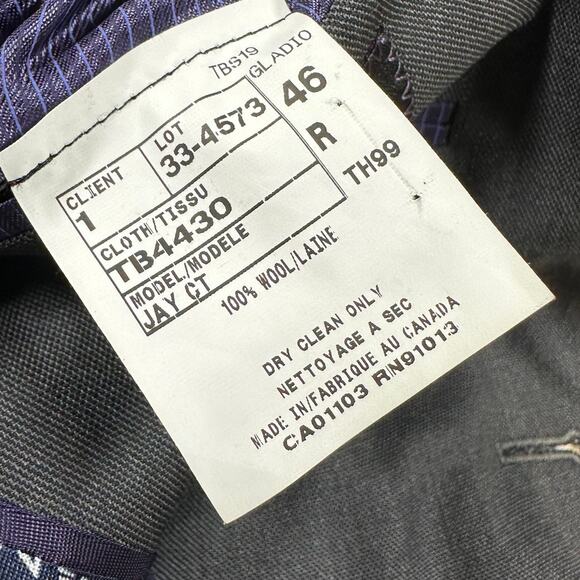 TBS19
GLADIO
CLIENT
1
LOT
33-4573
46
R
CLOTH/TISSU
TB4430
TH99
MODEL/MODELE
JAY CT
100% WOOL/LAINE
DRY CLEAN ONLY
NETTOYAGE A SEC
MADE IN/FABRIQUE AU CANADA
CA01103 RN91013